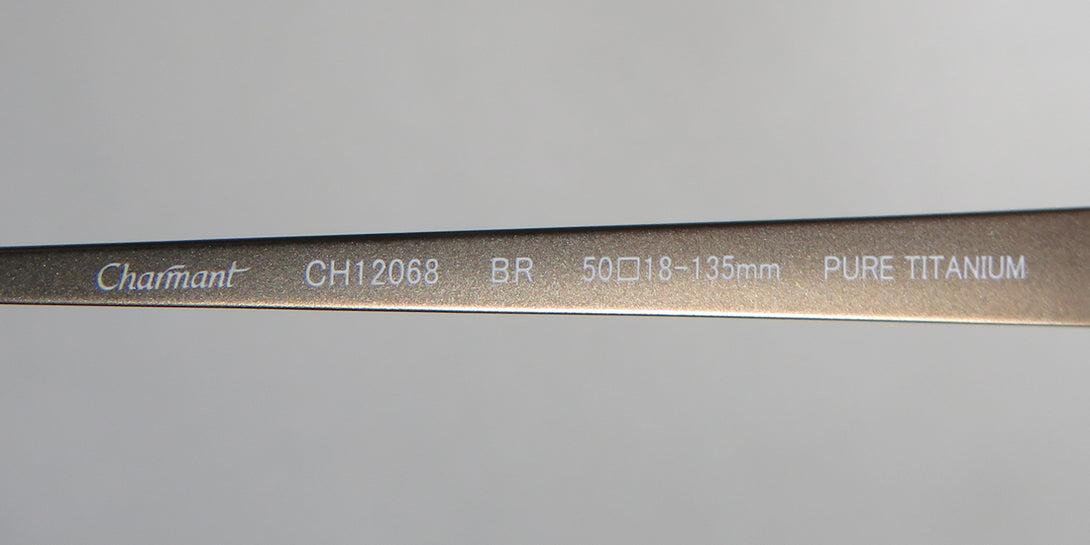 Charmant CH12068 BR 50□18-135mm PURE TITANIUM